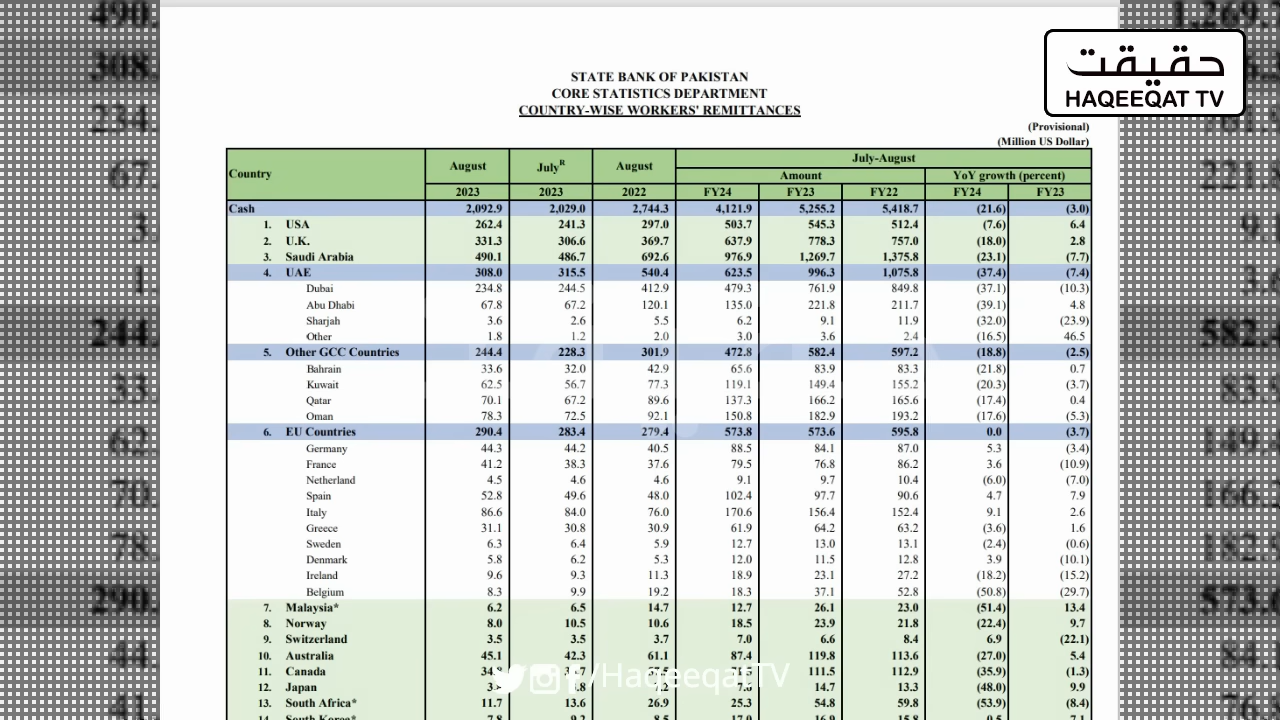 حقیقت
HAQEEQAT TV
STATE BANK OF PAKISTAN
CORE STATISTICS DEPARTMENT
COUNTRY-WISE WORKERS' REMITTANCES
(Provisional)
(Million US Dollar)
Country August July^R August July-August
Amount YoY growth (percent)
2023 2023 2022 FY24 FY23 FY22 FY24 FY23
Cash 2,092.9 2,029.0 2,744.3 4,121.9 5,255.2 5,418.7 (21.6) (3.0)
1. USA 262.4 241.3 297.0 503.7 545.3 512.4 (7.6) 6.4
2. U.K. 331.3 306.6 369.7 637.9 778.3 757.0 (18.0) 2.8
3. Saudi Arabia 490.1 486.7 692.6 976.9 1,269.7 1,375.8 (23.1) (7.7)
4. UAE 308.0 315.5 540.4 623.5 996.3 1,075.8 (37.4) (7.4)
Dubai 234.8 244.5 412.9 479.3 761.9 849.8 (37.1) (10.3)
Abu Dhabi 67.8 67.2 120.1 135.0 221.8 211.7 (39.1) 4.8
Sharjah 3.6 2.6 5.5 6.2 9.1 11.9 (32.0) (23.9)
Other 1.8 1.2 2.0 3.0 3.6 2.4 (16.5) 46.5
5. Other GCC Countries 244.4 228.3 301.9 472.8 582.4 597.2 (18.8) (2.5)
Bahrain 33.6 32.0 42.9 65.6 83.9 83.3 (21.8) 0.7
Kuwait 62.5 56.7 77.3 119.1 149.4 155.2 (20.3) (3.7)
Qatar 70.1 67.2 89.6 137.3 166.2 165.6 (17.4) 0.4
Oman 78.3 72.5 92.1 150.8 182.9 193.2 (17.6) (5.3)
6. EU Countries 290.4 283.4 279.4 573.8 573.6 595.8 0.0 (3.7)
Germany 44.3 44.2 40.5 88.5 84.1 87.0 5.3 (3.4)
France 41.2 38.3 37.6 79.5 76.8 86.2 3.6 (10.9)
Netherland 4.5 4.6 4.6 9.1 9.7 10.4 (6.0) (7.0)
Spain 52.8 49.6 48.0 102.4 97.7 90.6 4.7 7.9
Italy 86.6 84.0 76.0 170.6 156.4 152.4 9.1 2.6
Greece 31.1 30.8 30.9 61.9 64.2 63.2 (3.6) 1.6
Sweden 6.3 6.4 5.9 12.7 13.0 13.1 (2.4) (0.6)
Denmark 5.8 6.2 5.3 12.0 11.5 12.8 3.9 (10.1)
Ireland 9.6 9.3 11.3 18.9 23.1 27.2 (18.2) (15.2)
Belgium 8.3 9.9 19.2 18.3 37.1 52.8 (50.8) (29.7)
7. Malaysia* 6.2 6.5 14.7 12.7 26.1 23.0 (51.4) 13.4
8. Norway 8.0 10.5 10.6 18.5 23.9 21.8 (22.4) 9.7
9. Switzerland 3.5 3.5 3.7 7.0 6.6 8.4 6.9 (22.1)
10. Australia 45.1 42.3 61.1 87.4 119.8 113.6 (27.0) 5.4
11. Canada 111.5 112.9 (35.9) (1.3)
12. Japan 14.7 13.3 (48.0) 9.9
/HaqeeqatTV
13. South Africa* 11.7 13.6 26.9 25.3 54.8 59.8 (53.9) (8.4)
14. South Korea* 7.8 9.2 8.5 17.0 16.9 15.8 0.5 7.1